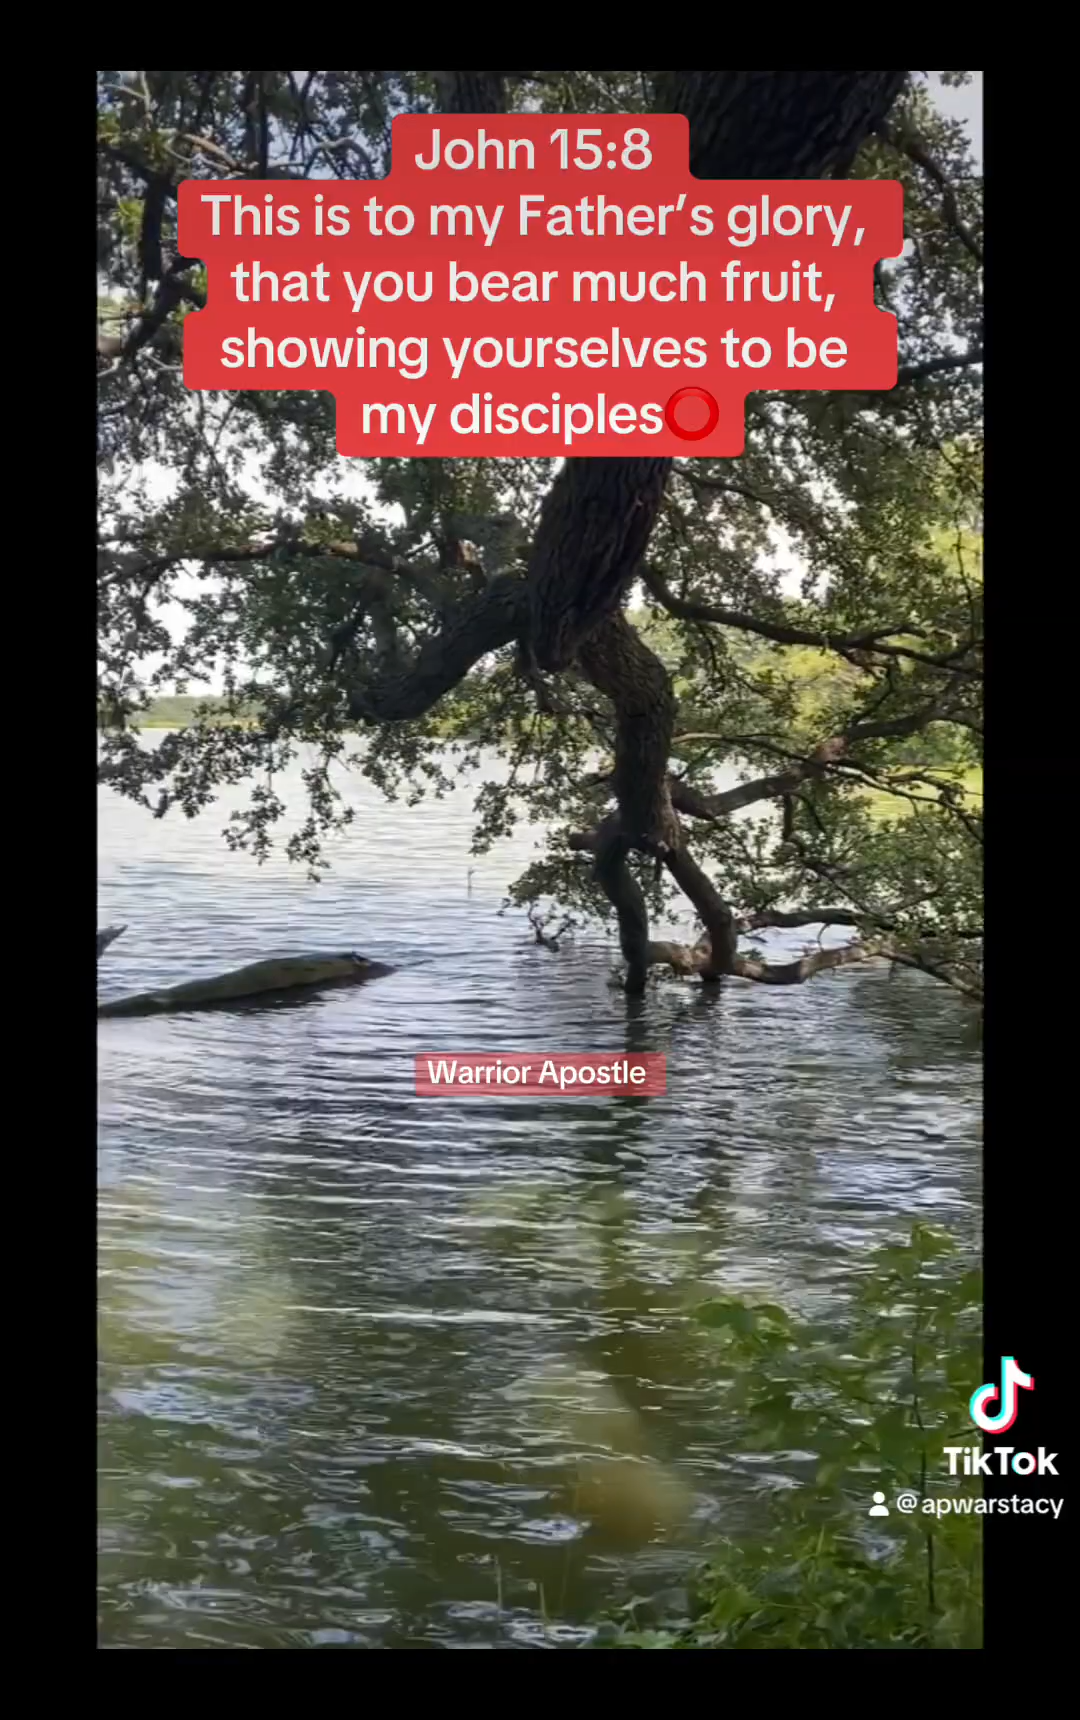 John 15:8
This is to my Father’s glory,
that you bear much fruit,
showing yourselves to be
my disciples⭕
Warrior Apostle
TikTok
@apwarstacy